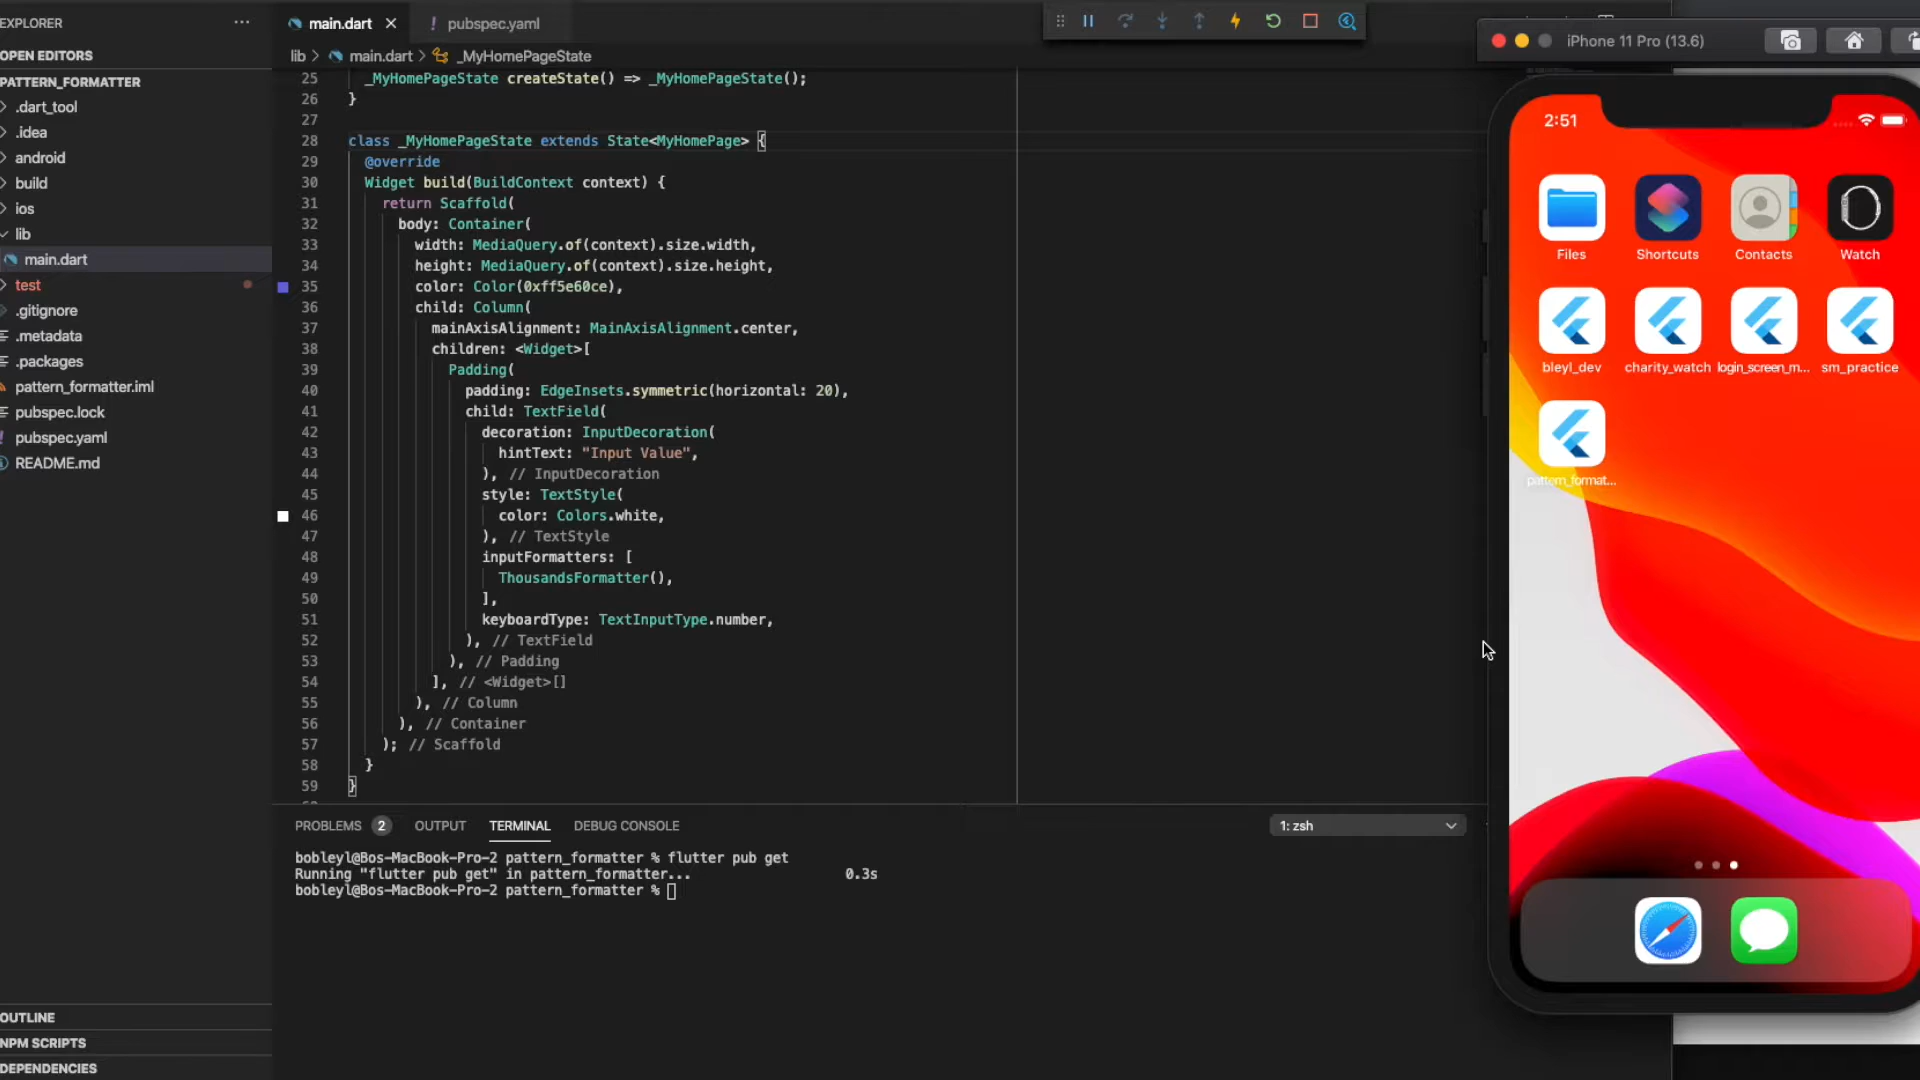 EXPLORER
OPEN EDITORS
PATTERN_FORMATTER
.dart_tool
.idea
android
build
ios
lib
main.dart
test
.gitignore
.metadata
.packages
pattern_formatter.iml
pubspec.lock
pubspec.yaml
README.md
OUTLINE
NPM SCRIPTS
DEPENDENCIES
main.dart
! pubspec.yaml
lib > main.dart > _MyHomePageState
25 _MyHomePageState createState() => _MyHomePageState();
26 }
27
28 class _MyHomePageState extends State<MyHomePage> {
29 @override
30 Widget build(BuildContext context) {
31 return Scaffold(
32 body: Container(
33 width: MediaQuery.of(context).size.width,
34 height: MediaQuery.of(context).size.height,
35 color: Color(0xff5e60ce),
36 child: Column(
37 mainAxisAlignment: MainAxisAlignment.center,
38 children: <Widget>[
39 Padding(
40 padding: EdgeInsets.symmetric(horizontal: 20),
41 child: TextField(
42 decoration: InputDecoration(
43 hintText: "Input Value",
44 ), // InputDecoration
45 style: TextStyle(
46 color: Colors.white,
47 ), // TextStyle
48 inputFormatters: [
49 ThousandsFormatter(),
50 ],
51 keyboardType: TextInputType.number,
52 ), // TextField
53 ), // Padding
54 ], // <Widget>[]
55 ), // Column
56 ), // Container
57 ); // Scaffold
58 }
59 }
PROBLEMS 2 OUTPUT TERMINAL DEBUG CONSOLE
1: zsh
bobleyl@Bos-MacBook-Pro-2 pattern_formatter % flutter pub get
Running "flutter pub get" in pattern_formatter... 0.3s
bobleyl@Bos-MacBook-Pro-2 pattern_formatter %
iPhone 11 Pro (13.6)
2:51
Files
Shortcuts
Contacts
Watch
bleyl_dev
charity_watch
login_screen_m...
sm_practice
pattern_format...